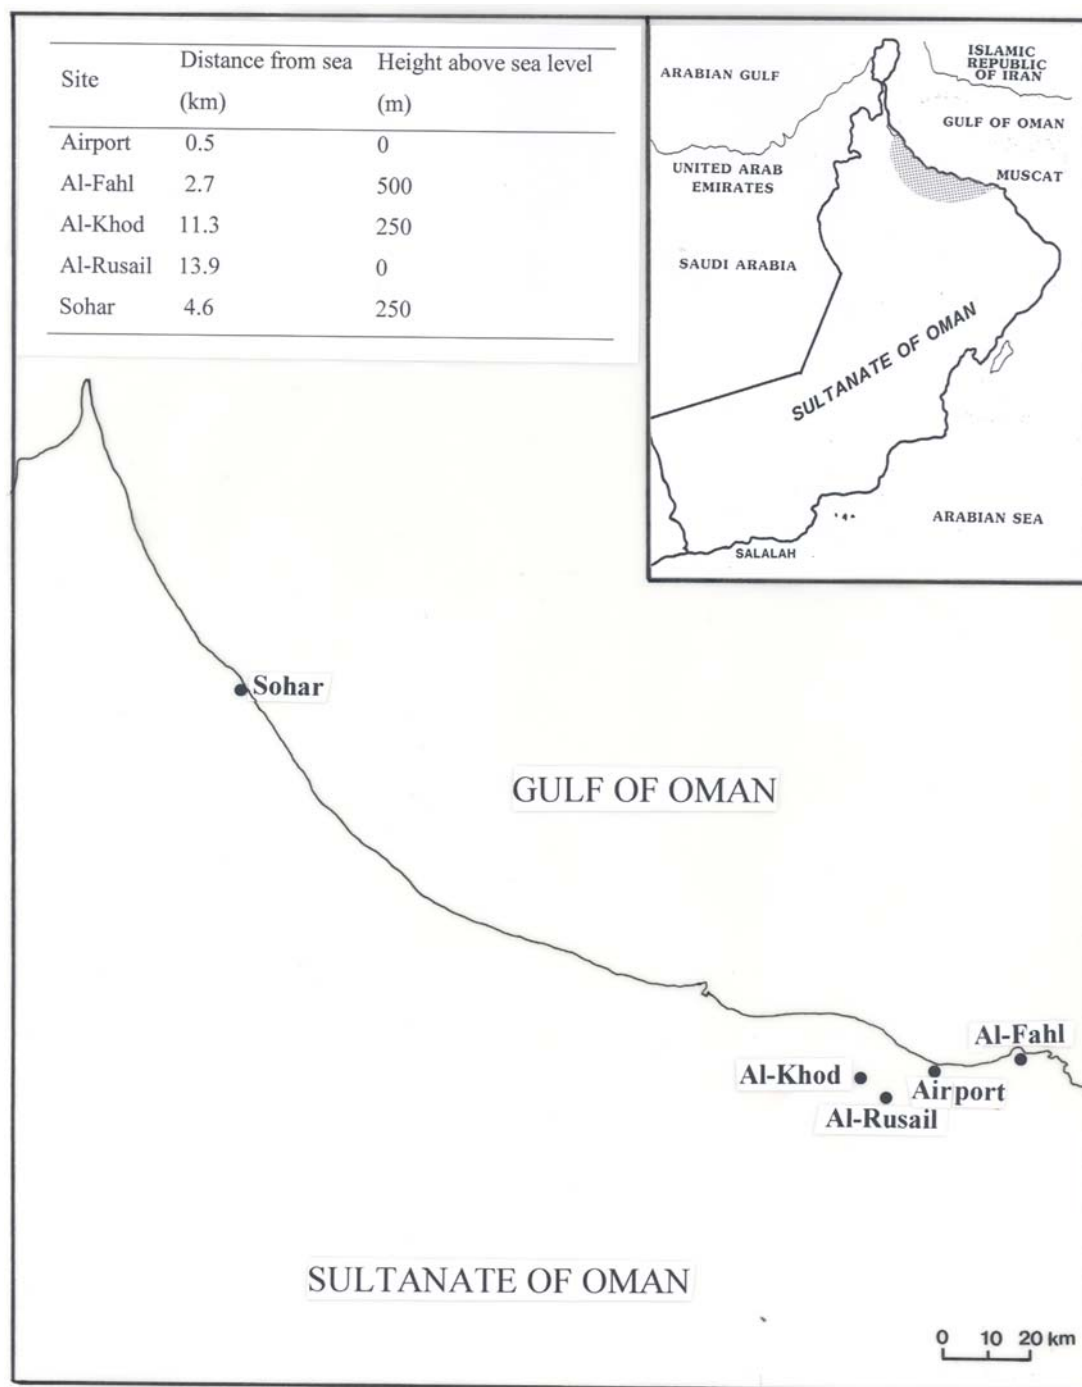 Site Distance from sea (km) Height above sea level (m)
Airport 0.5 0
Al-Fahl 2.7 500
Al-Khod 11.3 250
Al-Rusail 13.9 0
Sohar 4.6 250
ARABIAN GULF
ISLAMIC
REPUBLIC
OF IRAN
GULF OF OMAN
UNITED ARAB
EMIRATES
MUSCAT
SAUDI ARABIA
SULTANATE OF OMAN
ARABIAN SEA
SALALAH
Sohar
GULF OF OMAN
Al-Fahl
Al-Khod
Airport
Al-Rusail
SULTANATE OF OMAN
0 10 20 km